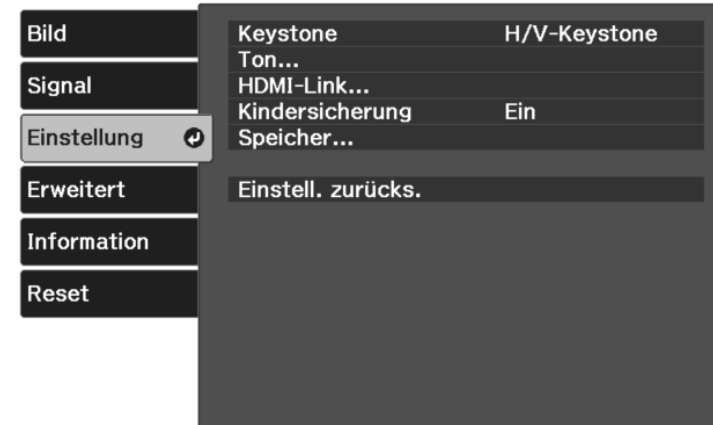 Bild
Signal
Einstellung
Erweitert
Information
Reset
Keystone H/V-Keystone
Ton...
HDMI-Link...
Kindersicherung Ein
Speicher...
Einstell. zurücks.